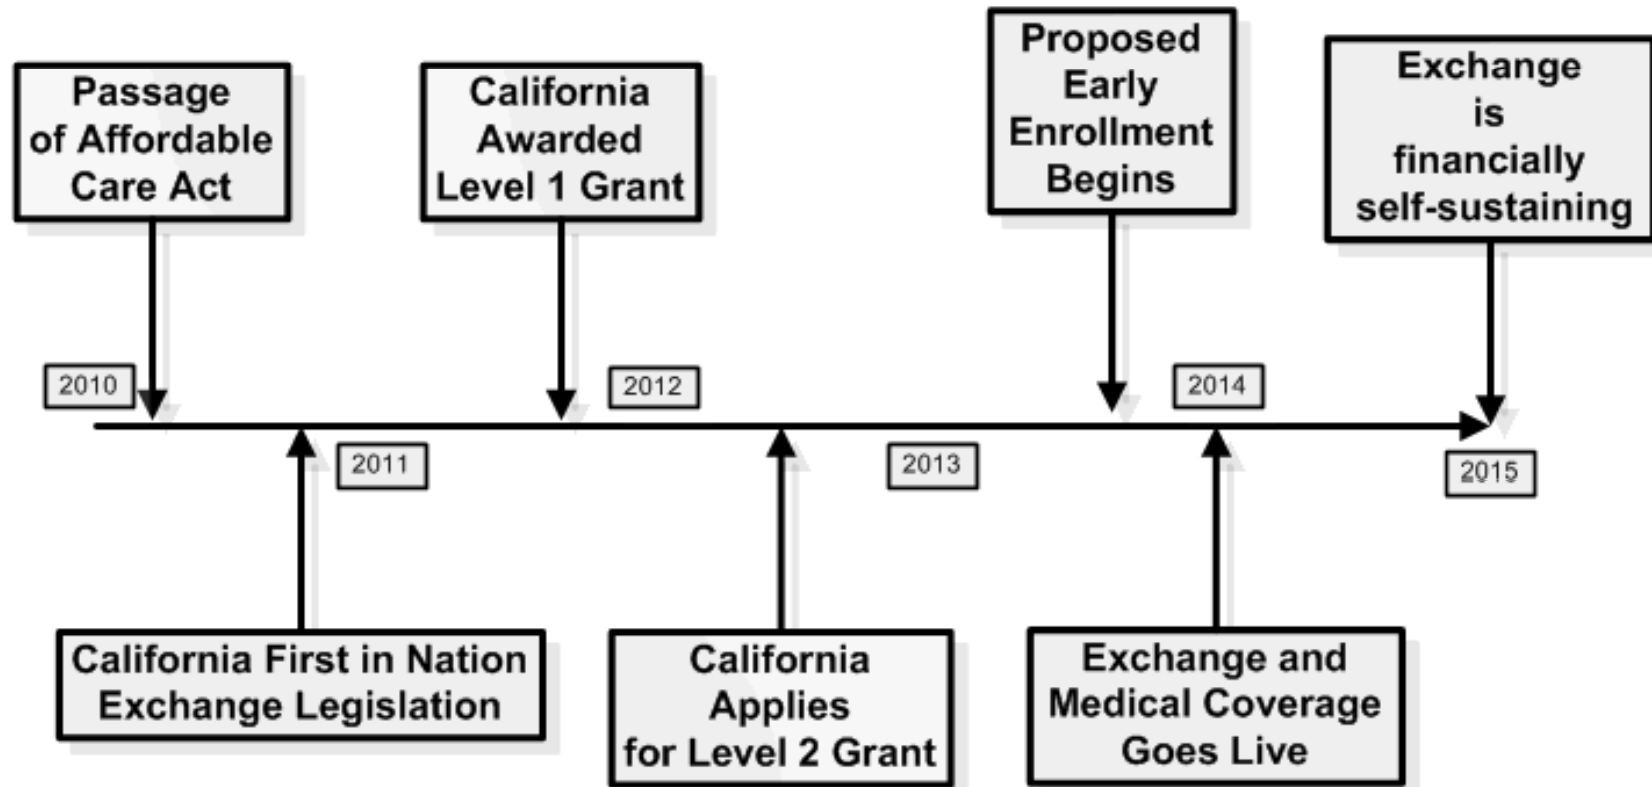 Passage
of Affordable
Care Act
California
Awarded
Level 1 Grant
Proposed
Early
Enrollment
Begins
Exchange
is
financially
self-sustaining
2010
2012
2014
2011
2013
2015
California First in Nation
Exchange Legislation
California
Applies
for Level 2 Grant
Exchange and
Medical Coverage
Goes Live